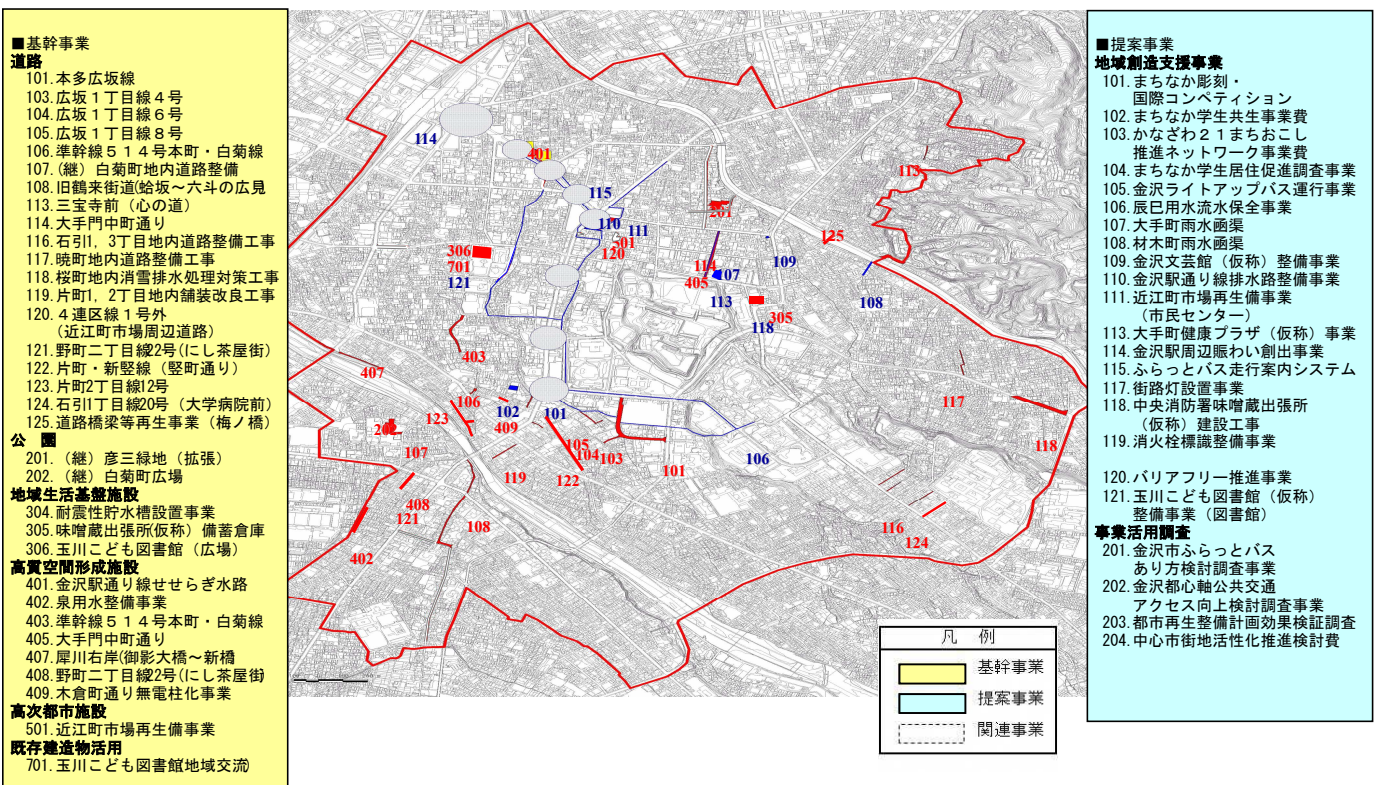 ■基幹事業
道路
101.本多広坂線
103.広坂１丁目線４号
104.広坂１丁目線６号
105.広坂１丁目線８号
106.準幹線５１４号本町・白菊線
107.(継）白菊町地内道路整備
108.旧鶴来街道(蛤坂～六斗の広見
113.三宝寺前（心の道）
114.大手門中町通り
116.石引1，3丁目地内道路整備工事
117.暁町地内道路整備工事
118.桜町地内消雪排水処理対策工事
119.片町1，2丁目地内舗装改良工事
120.４連区線１号外
（近江町市場周辺道路）
121.野町二丁目線22号(にし茶屋街）
122.片町・新竪線（竪町通り）
123.片町2丁目線12号
124.石引1丁目線20号（大学病院前）
125.道路橋梁等再生事業（梅ノ橋）
公　園
201.（継）彦三緑地（拡張）
202.（継）白菊町広場
地域生活基盤施設
304.耐震性貯水槽設置事業
305.味噌蔵出張所仮称）備蓄倉庫
306.玉川こども図書館（広場）
高質空間形成施設
401.金沢駅通り線せせらぎ水路
402.泉用水整備事業
403.準幹線５１４号本町・白菊線
405.大手門中町通り
407.犀川右岸(御影大橋～新橋
408.野町二丁目線22号(にし茶屋街
409.木倉町通り無電柱化事業
高次都市施設
501.近江町市場再生備事業
既存建造物活用
701.玉川こども図書館地域交流
114
401
115
110
111
501
120
201
113
125
306
701
121
114
405
107
113
109
108
118
305
403
407
106
123
102
409
101
202
107
105
104
103
101
119
122
106
117
118
408
121
108
402
116
124
凡　例
基幹事業
提案事業
関連事業
■提案事業
地域創造支援事業
101.まちなか彫刻・
国際コンペティション
102.まちなか学生共生事業費
103.かなざわ２１まちおこし
推進ネットワーク事業費
104.まちなか学生居住促進調査事業
105.金沢ライトアップバス運行事業
106.辰巳用水流水保全事業
107.大手町雨水函渠
108.材木町雨水函渠
109.金沢文芸館（仮称）整備事業
110.金沢駅通り線排水路整備事業
111.近江町市場再生備事業
（市民センター）
113.大手町健康プラザ（仮称）事業
114.金沢駅周辺賑わい創出事業
115.ふらっとバス走行案内システム
117.街路灯設置事業
118.中央消防署味噌蔵出張所
（仮称）建設工事
119.消火栓標識整備事業
120.バリアフリー推進事業
121.玉川こども図書館（仮称）
整備事業（図書館）
事業活用調査
201.金沢市ふらっとバス
あり方検討調査事業
202.金沢都心軸公共交通
アクセス向上検討調査事業
203.都市再生整備計画効果検証調査
204.中心市街地活性化推進検討費